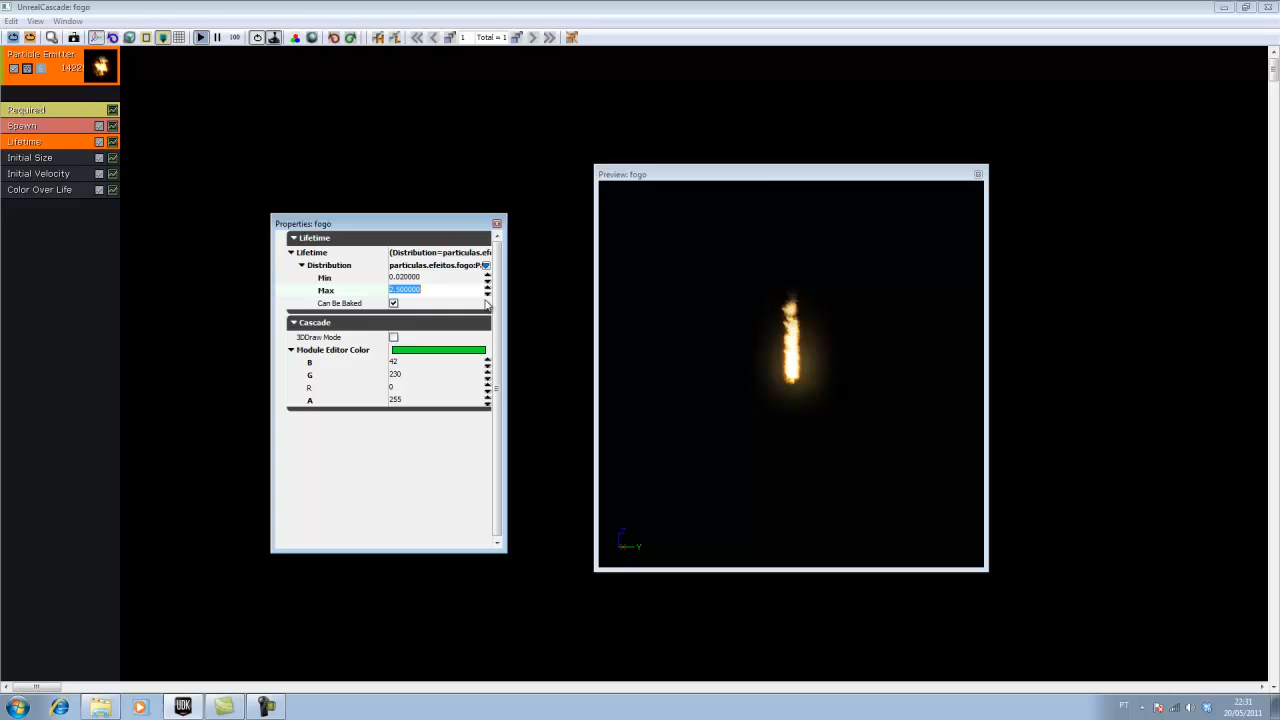 UnrealCascade: fogo
Edit View Window
100
1 Total = 1
Particle Emitter
1422
Required
Spawn
Lifetime
Initial Size
Initial Velocity
Color Over Life
Properties: fogo
Lifetime
Lifetime (Distribution=particulas.efe
Distribution particulas.efeitos.fogo:P
Min 0.020000
Max 2.500000
Can Be Baked
Cascade
3DDraw Mode
Module Editor Color
B 42
G 230
R 0
A 255
Preview: fogo
Z
Y
UDK
PT
22:31
20/05/2011